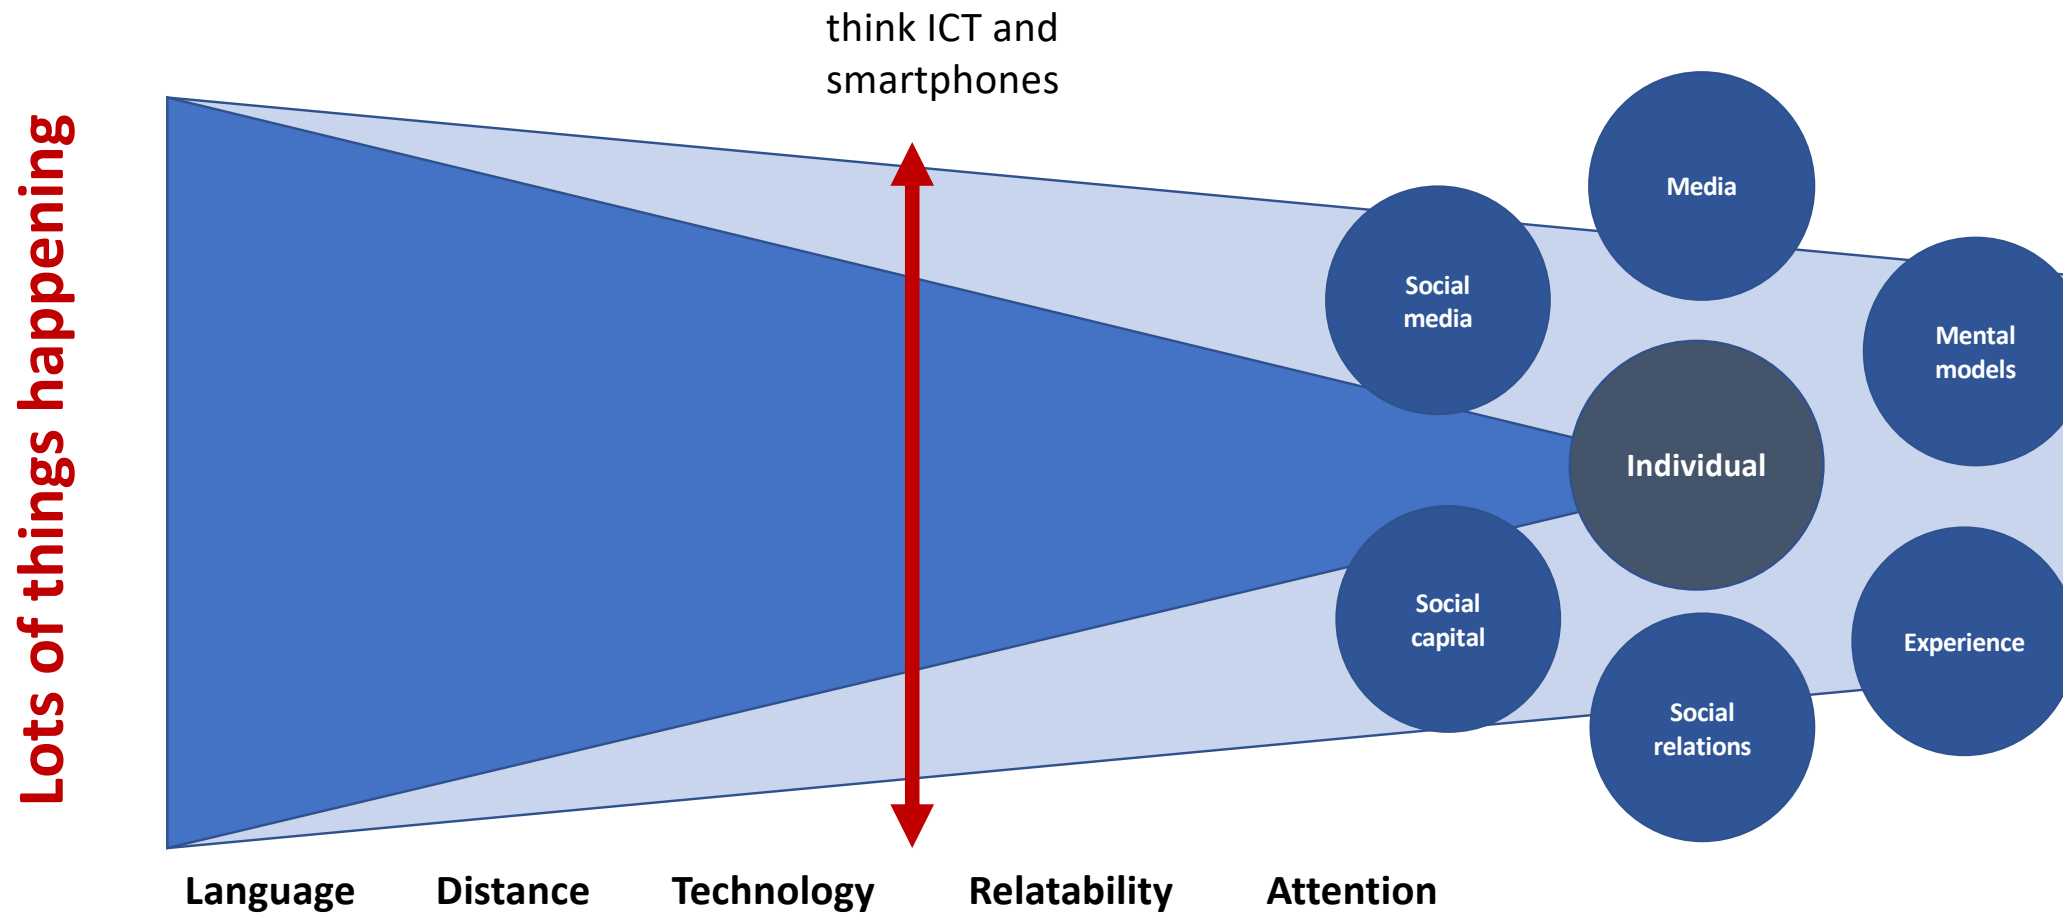 think ICT and
smartphones
Lots of things happening
Media
Social
media
Mental
models
Individual
Social
capital
Experience
Social
relations
Language Distance Technology Relatability Attention